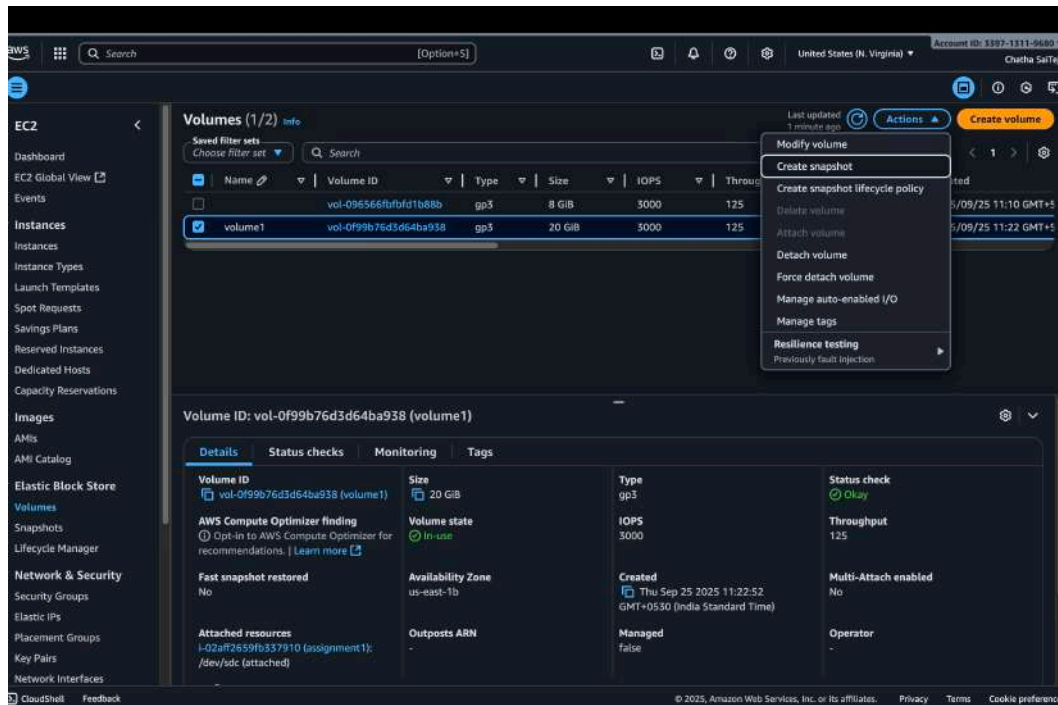 aws
Search
[Option+S]
United States (N. Virginia)
Account ID: 3397-1311-9680
Chatha SaiTe
EC2
Dashboard
EC2 Global View
Events
Instances
Instances
Instance Types
Launch Templates
Spot Requests
Savings Plans
Reserved Instances
Dedicated Hosts
Capacity Reservations
Images
AMIs
AMI Catalog
Elastic Block Store
Volumes
Snapshots
Lifecycle Manager
Network & Security
Security Groups
Elastic IPs
Placement Groups
Key Pairs
Network Interfaces
Volumes (1/2) Info
Last updated
1 minute ago
Actions
Create volume
Saved filter sets
Choose filter set
Search
1
Name Volume ID Type Size IOPS Throug ted
vol-096566fbfbfd1b88b gp3 8 GiB 3000 125 5/09/25 11:10 GMT+5
volume1 vol-0f99b76d3d64ba938 gp3 20 GiB 3000 125 5/09/25 11:22 GMT+5
Modify volume
Create snapshot
Create snapshot lifecycle policy
Delete volume
Attach volume
Detach volume
Force detach volume
Manage auto-enabled I/O
Manage tags
Resilience testing
Previously fault injection
Volume ID: vol-0f99b76d3d64ba938 (volume1)
Details Status checks Monitoring Tags
Volume ID Size Type Status check
vol-0f99b76d3d64ba938 (volume1) 20 GiB gp3 Okay
AWS Compute Optimizer finding Volume state IOPS Throughput
Opt-in to AWS Compute Optimizer for In-use 3000 125
recommendations. | Learn more
Fast snapshot restored Availability Zone Created Multi-Attach enabled
No us-east-1b Thu Sep 25 2025 11:22:52 No
GMT+0530 (India Standard Time)
Attached resources Outposts ARN Managed Operator
i-02aff2659fb337910 (assignment1): - false -
/dev/sdc (attached)
CloudShell Feedback © 2025, Amazon Web Services, Inc. or its affiliates. Privacy Terms Cookie preferenc